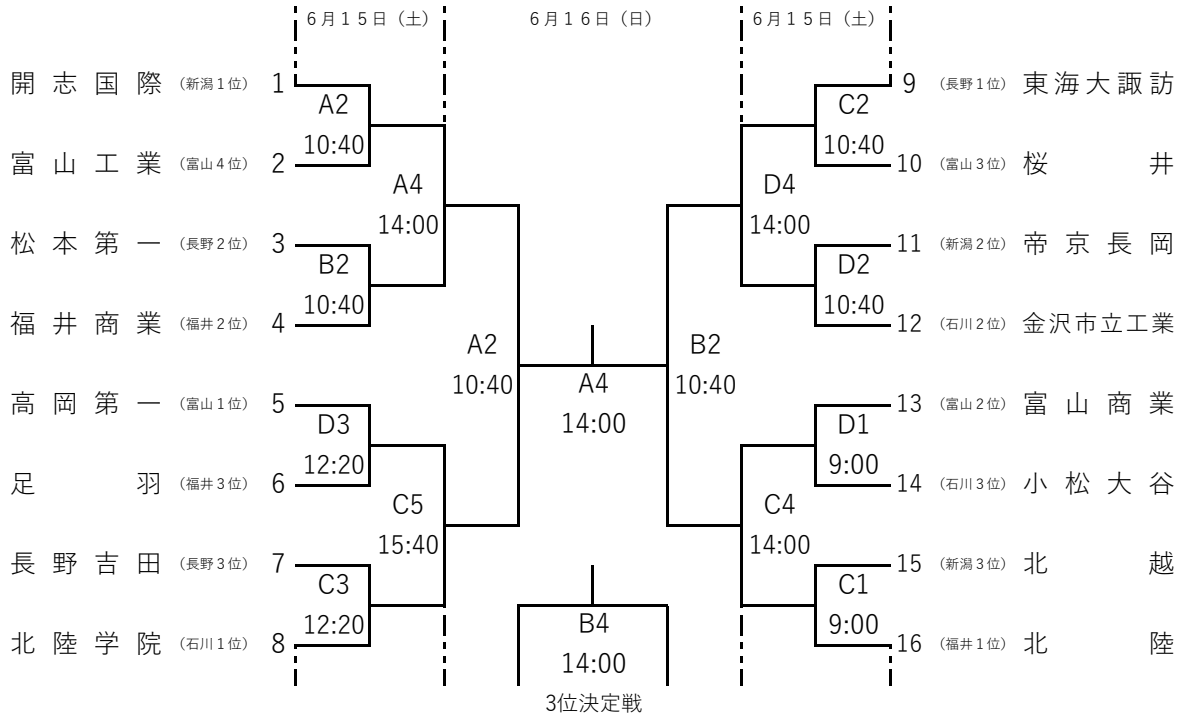 6月15日（土）
6月16日（日）
6月15日（土）
開志国際 （新潟1位） 1
富山工業 （富山4位） 2
松本第一 （長野2位） 3
福井商業 （福井2位） 4
高岡第一 （富山1位） 5
足羽 （福井3位） 6
長野吉田 （長野3位） 7
北陸学院 （石川1位） 8
A2
10:40
B2
10:40
D3
12:20
C3
12:20
A4
14:00
C5
15:40
A2
10:40
A4
14:00
B4
14:00
3位決定戦
B2
10:40
D4
14:00
C4
14:00
C2
10:40
D2
10:40
D1
9:00
C1
9:00
9 （長野1位） 東海大諏訪
10 （富山3位） 桜井
11 （新潟2位） 帝京長岡
12 （石川2位） 金沢市立工業
13 （富山2位） 富山商業
14 （石川3位） 小松大谷
15 （新潟3位） 北越
16 （福井1位） 北陸